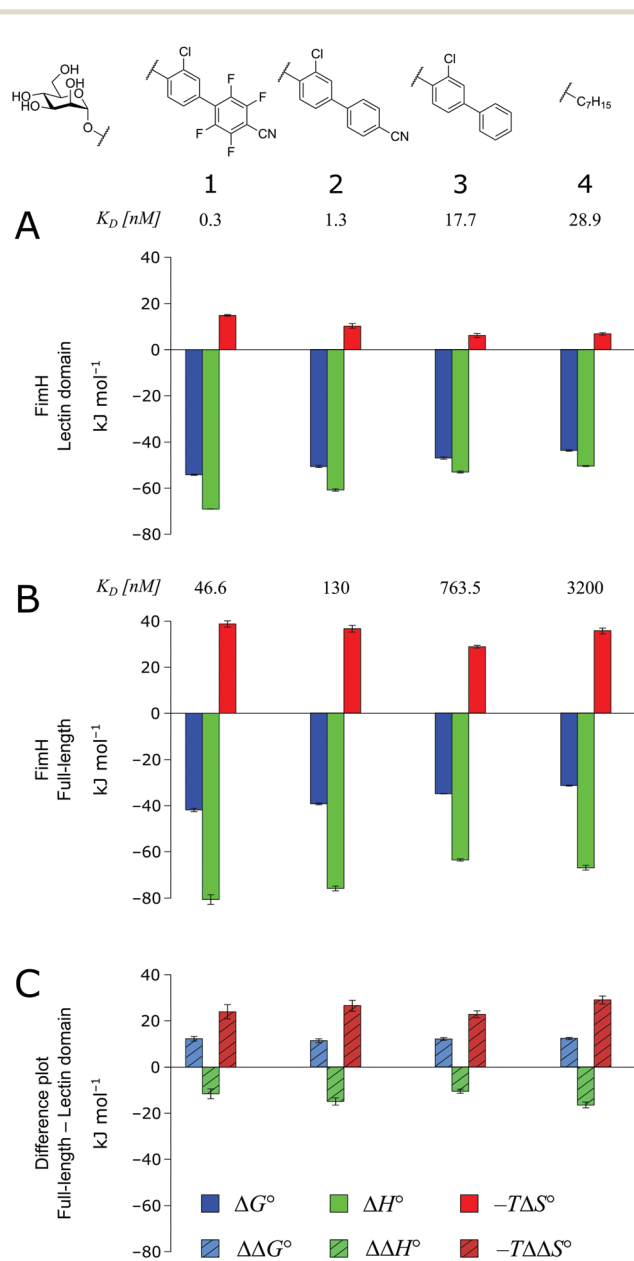 OH
OH
HO
HO
O
O
Cl
F
F
F
F
CN
Cl
CN
Cl
C7H15
1 2 3 4
A
K_D [nM] 0.3 1.3 17.7 28.9
FimH
Lectin domain
kJ mol⁻¹
40
20
0
−20
−40
−60
−80
B
K_D [nM] 46.6 130 763.5 3200
FimH
Full-length
kJ mol⁻¹
40
20
0
−20
−40
−60
−80
C
Difference plot
Full-length – Lectin domain
kJ mol⁻¹
40
20
0
−20
−40
−60
−80
ΔG° ΔH° –TΔS°
ΔΔG° ΔΔH° –TΔΔS°